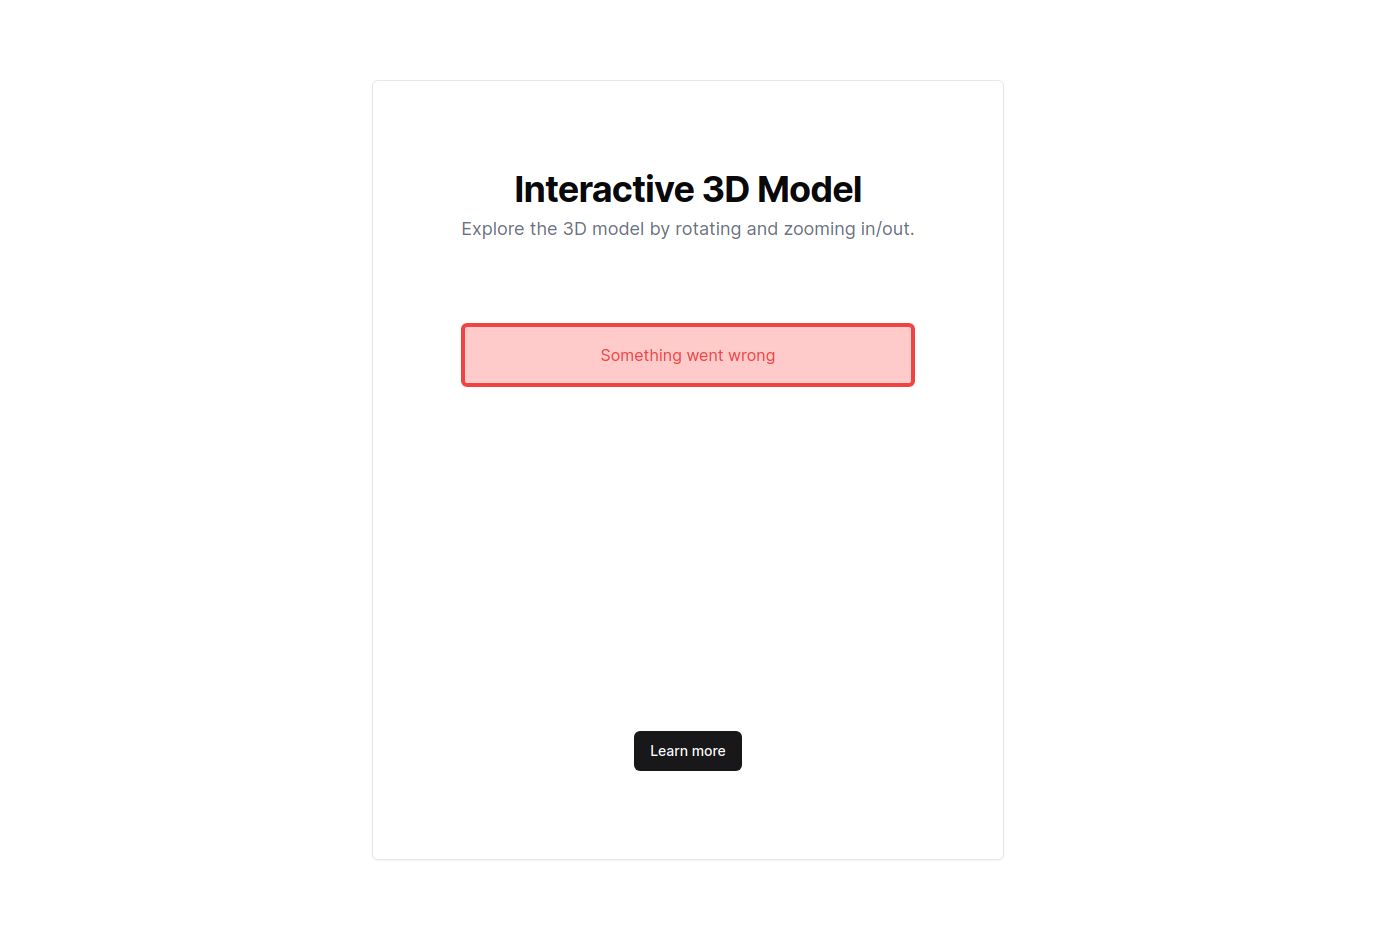 Interactive 3D Model
Explore the 3D model by rotating and zooming in/out.
Something went wrong
Learn more